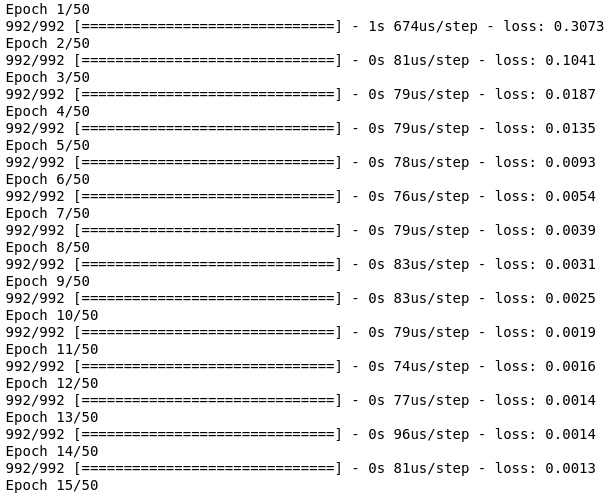 Epoch 1/50
992/992 [==============================] - 1s 674us/step - loss: 0.3073
Epoch 2/50
992/992 [==============================] - 0s 81us/step - loss: 0.1041
Epoch 3/50
992/992 [==============================] - 0s 79us/step - loss: 0.0187
Epoch 4/50
992/992 [==============================] - 0s 79us/step - loss: 0.0135
Epoch 5/50
992/992 [==============================] - 0s 78us/step - loss: 0.0093
Epoch 6/50
992/992 [==============================] - 0s 76us/step - loss: 0.0054
Epoch 7/50
992/992 [==============================] - 0s 79us/step - loss: 0.0039
Epoch 8/50
992/992 [==============================] - 0s 83us/step - loss: 0.0031
Epoch 9/50
992/992 [==============================] - 0s 83us/step - loss: 0.0025
Epoch 10/50
992/992 [==============================] - 0s 79us/step - loss: 0.0019
Epoch 11/50
992/992 [==============================] - 0s 74us/step - loss: 0.0016
Epoch 12/50
992/992 [==============================] - 0s 77us/step - loss: 0.0014
Epoch 13/50
992/992 [==============================] - 0s 96us/step - loss: 0.0014
Epoch 14/50
992/992 [==============================] - 0s 81us/step - loss: 0.0013
Epoch 15/50